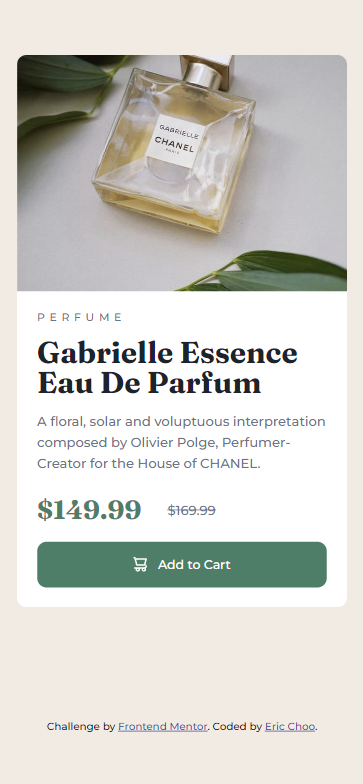 GABRIELLE
CHANEL
PARIS
PERFUME
Gabrielle Essence
Eau De Parfum
A floral, solar and voluptuous interpretation
composed by Olivier Polge, Perfumer-
Creator for the House of CHANEL.
$149.99 $169.99
Add to Cart
Challenge by Frontend Mentor. Coded by Eric Choo.